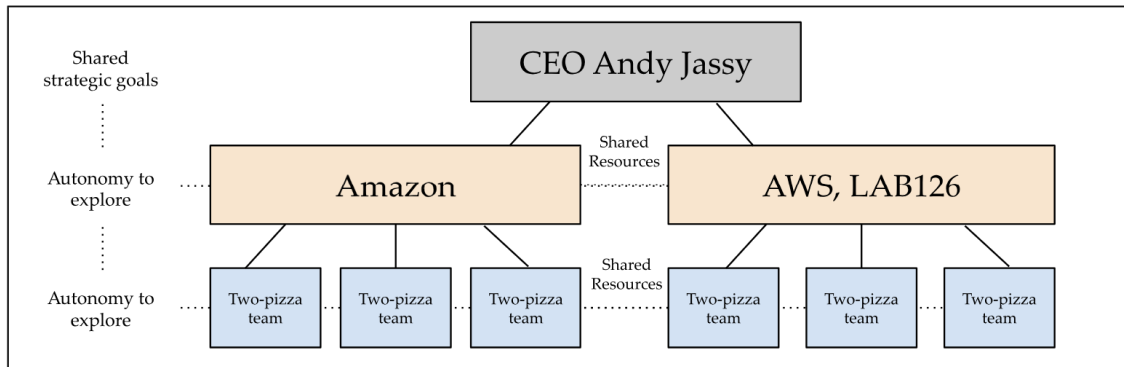 Shared
strategic goals
CEO Andy Jassy
Autonomy to
explore
Amazon
Shared
Resources
AWS, LAB126
Autonomy to
explore
Two-pizza
team
Two-pizza
team
Two-pizza
team
Shared
Resources
Two-pizza
team
Two-pizza
team
Two-pizza
team